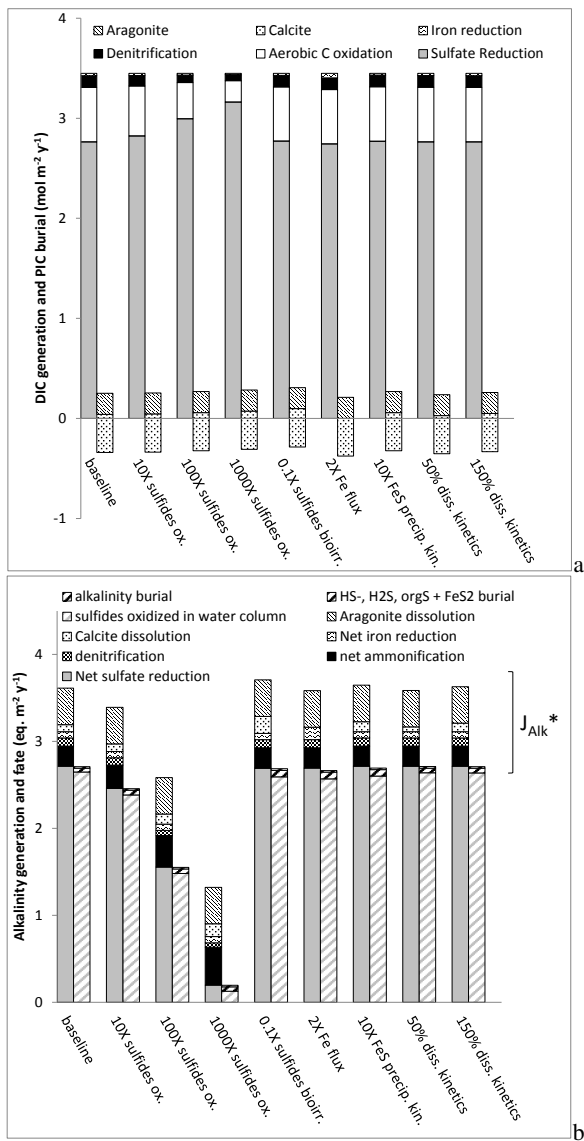 Aragonite Calcite Iron reduction
Denitrification Aerobic C oxidation Sulfate Reduction
DIC generation and PIC burial (mol m⁻² y⁻¹)
4
3
2
1
0
-1
baseline
10X sulfides ox.
100X sulfides ox.
1000X sulfides ox.
0.1X sulfides bioirr.
2X Fe flux
10X FeS precip. kin.
50% diss. kinetics
150% diss. kinetics
a
alkalinity burial HS-, H2S, orgS + FeS2 burial
sulfides oxidized in water column Aragonite dissolution
Calcite dissolution Net iron reduction
denitrification net ammonification
Net sulfate reduction
Alkalinity generation and fate (eq. m⁻² y⁻¹)
4
3
2
1
0
J_Alk*
baseline
10X sulfides ox.
100X sulfides ox.
1000X sulfides ox.
0.1X sulfides bioirr.
2X Fe flux
10X FeS precip. kin.
50% diss. kinetics
150% diss. kinetics
b